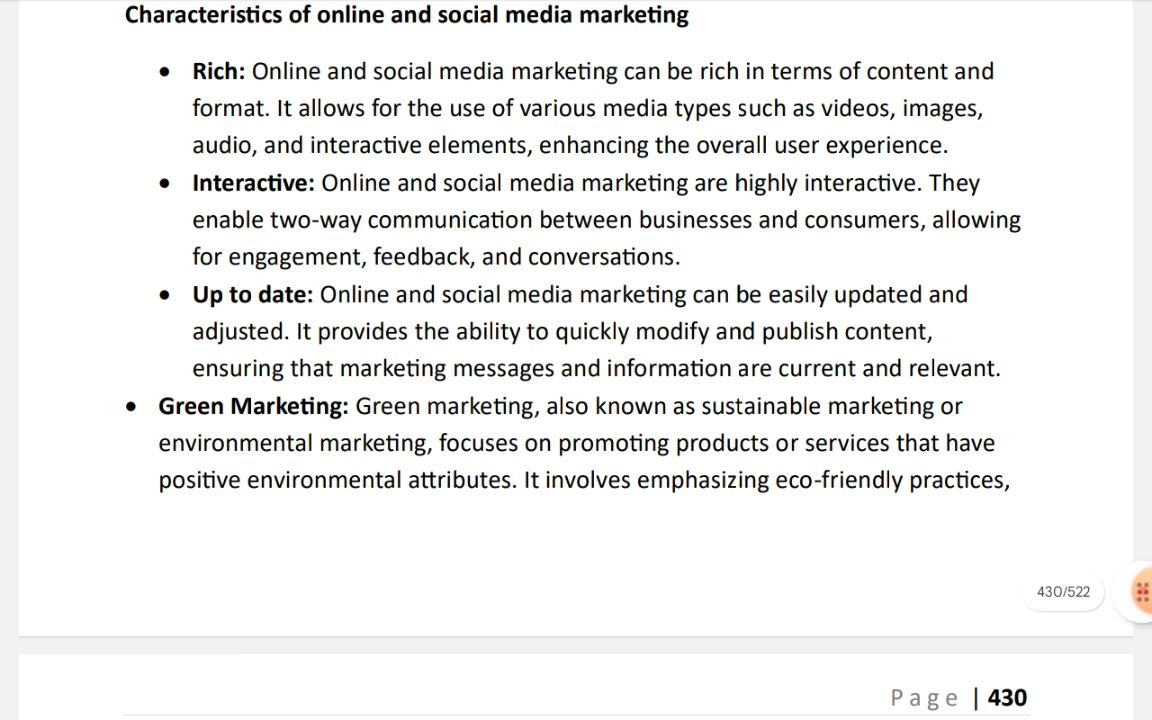 Characteristics of online and social media marketing
• Rich: Online and social media marketing can be rich in terms of content and
format. It allows for the use of various media types such as videos, images,
audio, and interactive elements, enhancing the overall user experience.
• Interactive: Online and social media marketing are highly interactive. They
enable two-way communication between businesses and consumers, allowing
for engagement, feedback, and conversations.
• Up to date: Online and social media marketing can be easily updated and
adjusted. It provides the ability to quickly modify and publish content,
ensuring that marketing messages and information are current and relevant.
• Green Marketing: Green marketing, also known as sustainable marketing or
environmental marketing, focuses on promoting products or services that have
positive environmental attributes. It involves emphasizing eco-friendly practices,
430/522
Page | 430